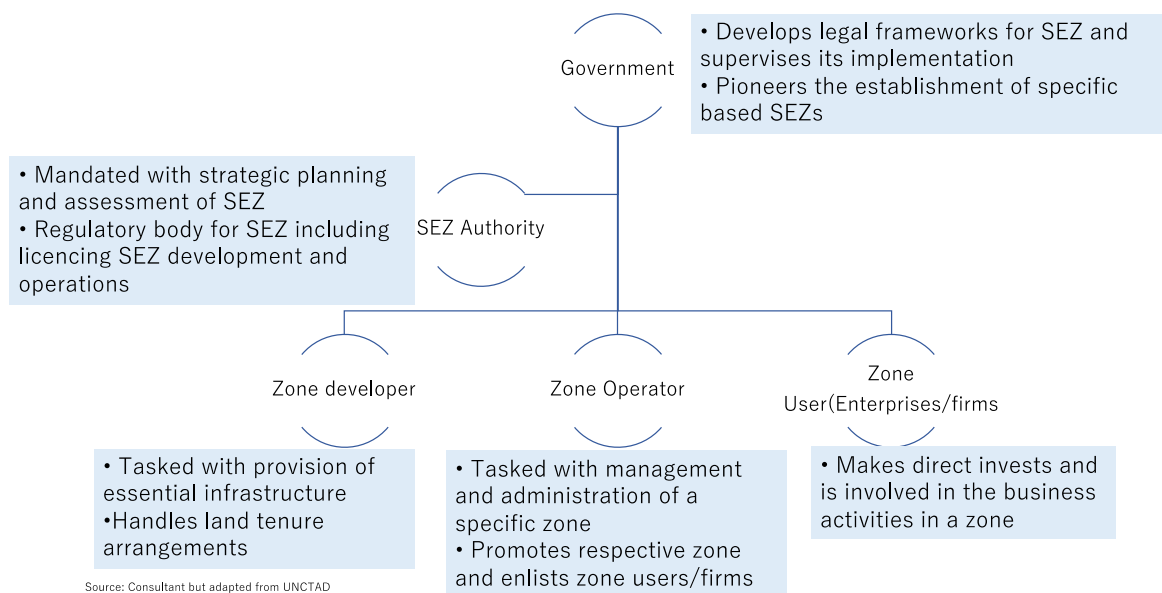 Government
• Develops legal frameworks for SEZ and
supervises its implementation
• Pioneers the establishment of specific
based SEZs
• Mandated with strategic planning
and assessment of SEZ
• Regulatory body for SEZ including
licencing SEZ development and
operations
SEZ Authority
Zone developer
• Tasked with provision of
essential infrastructure
•Handles land tenure
arrangements
Zone Operator
• Tasked with management
and administration of a
specific zone
• Promotes respective zone
and enlists zone users/firms
Zone
User(Enterprises/firms
• Makes direct invests and
is involved in the business
activities in a zone
Source: Consultant but adapted from UNCTAD